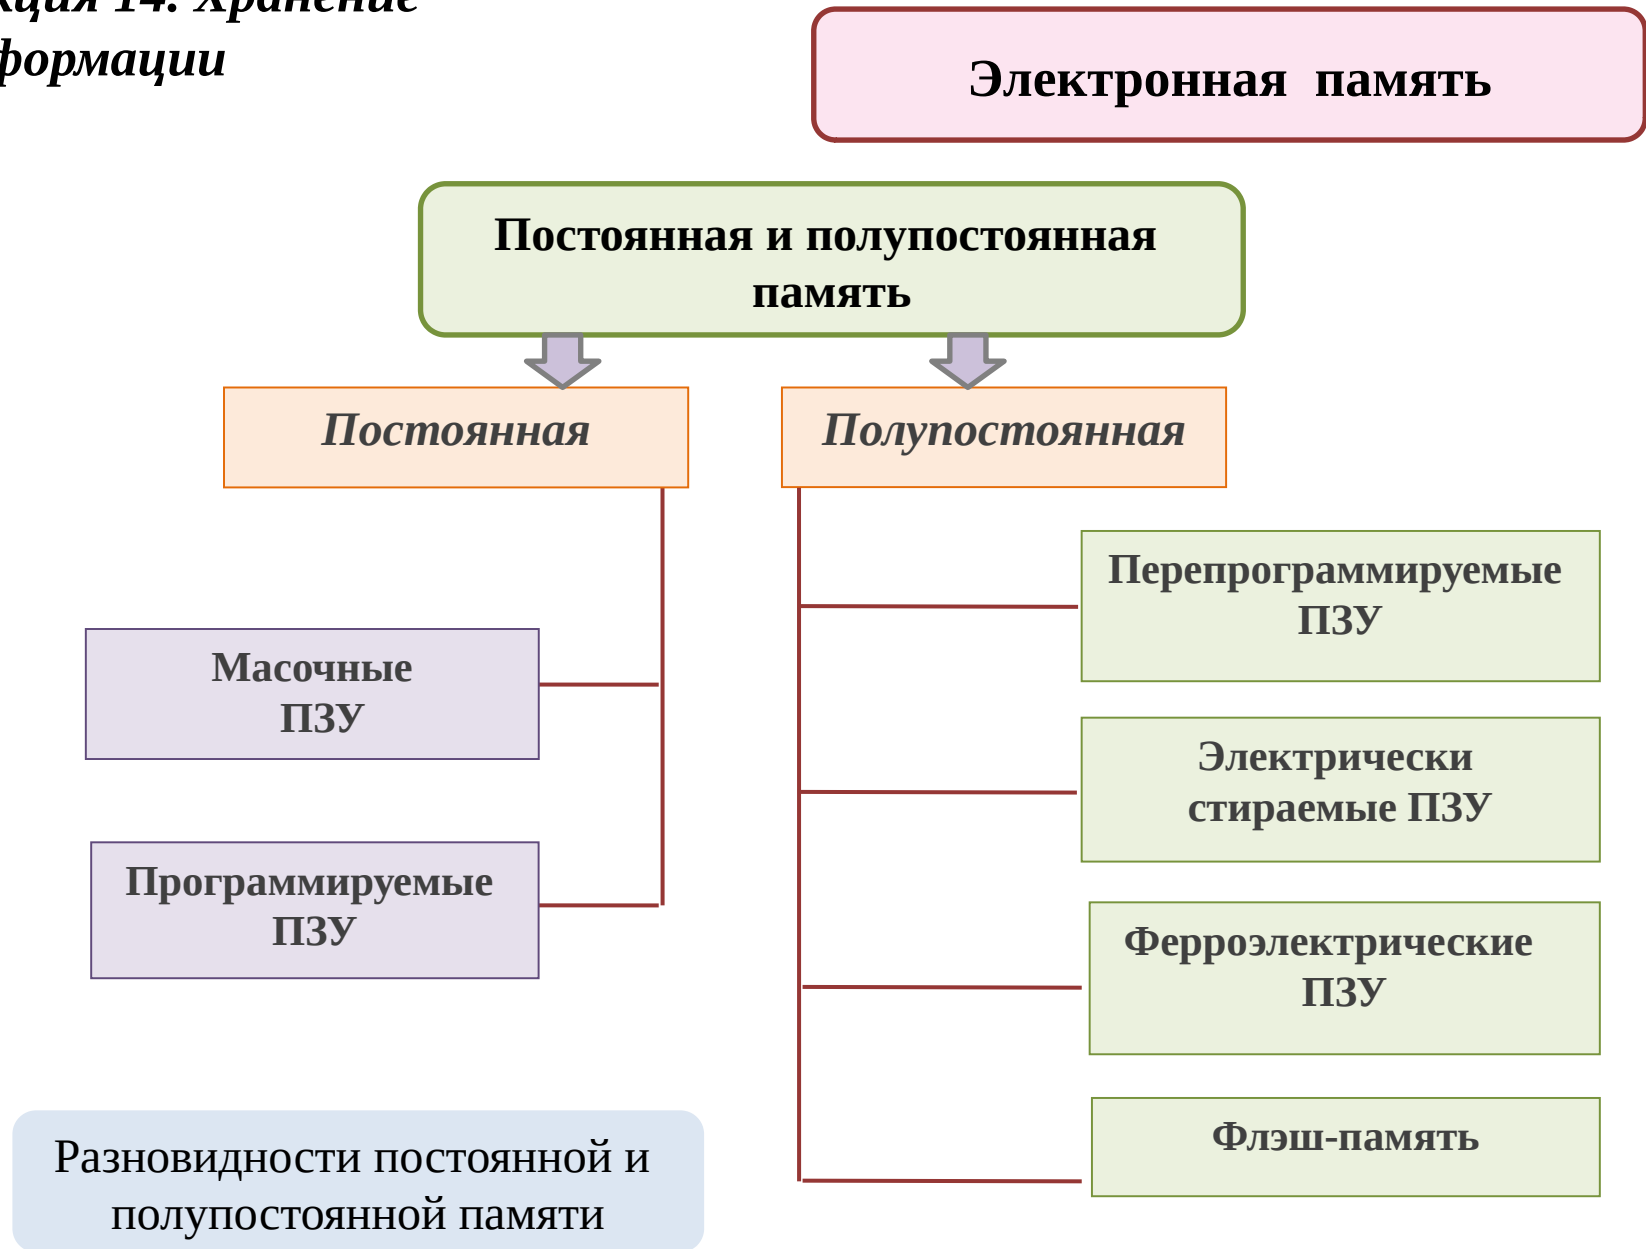 14. Хранение
формации
Электронная память
Постоянная и полупостоянная
память
Постоянная
Полупостоянная
Масочные
ПЗУ
Программируемые
ПЗУ
Перепрограммируемые
ПЗУ
Электрически
стираемые ПЗУ
Ферроэлектрические
ПЗУ
Флэш-память
Разновидности постоянной и
полупостоянной памяти